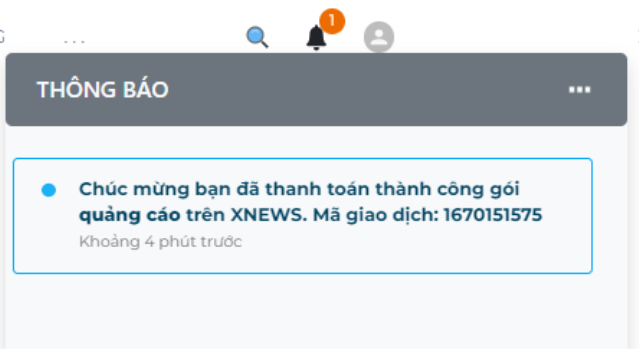 ...
1
THÔNG BÁO
...
Chúc mừng bạn đã thanh toán thành công gói
quảng cáo trên XNEWS. Mã giao dịch: 1670151575
Khoảng 4 phút trước